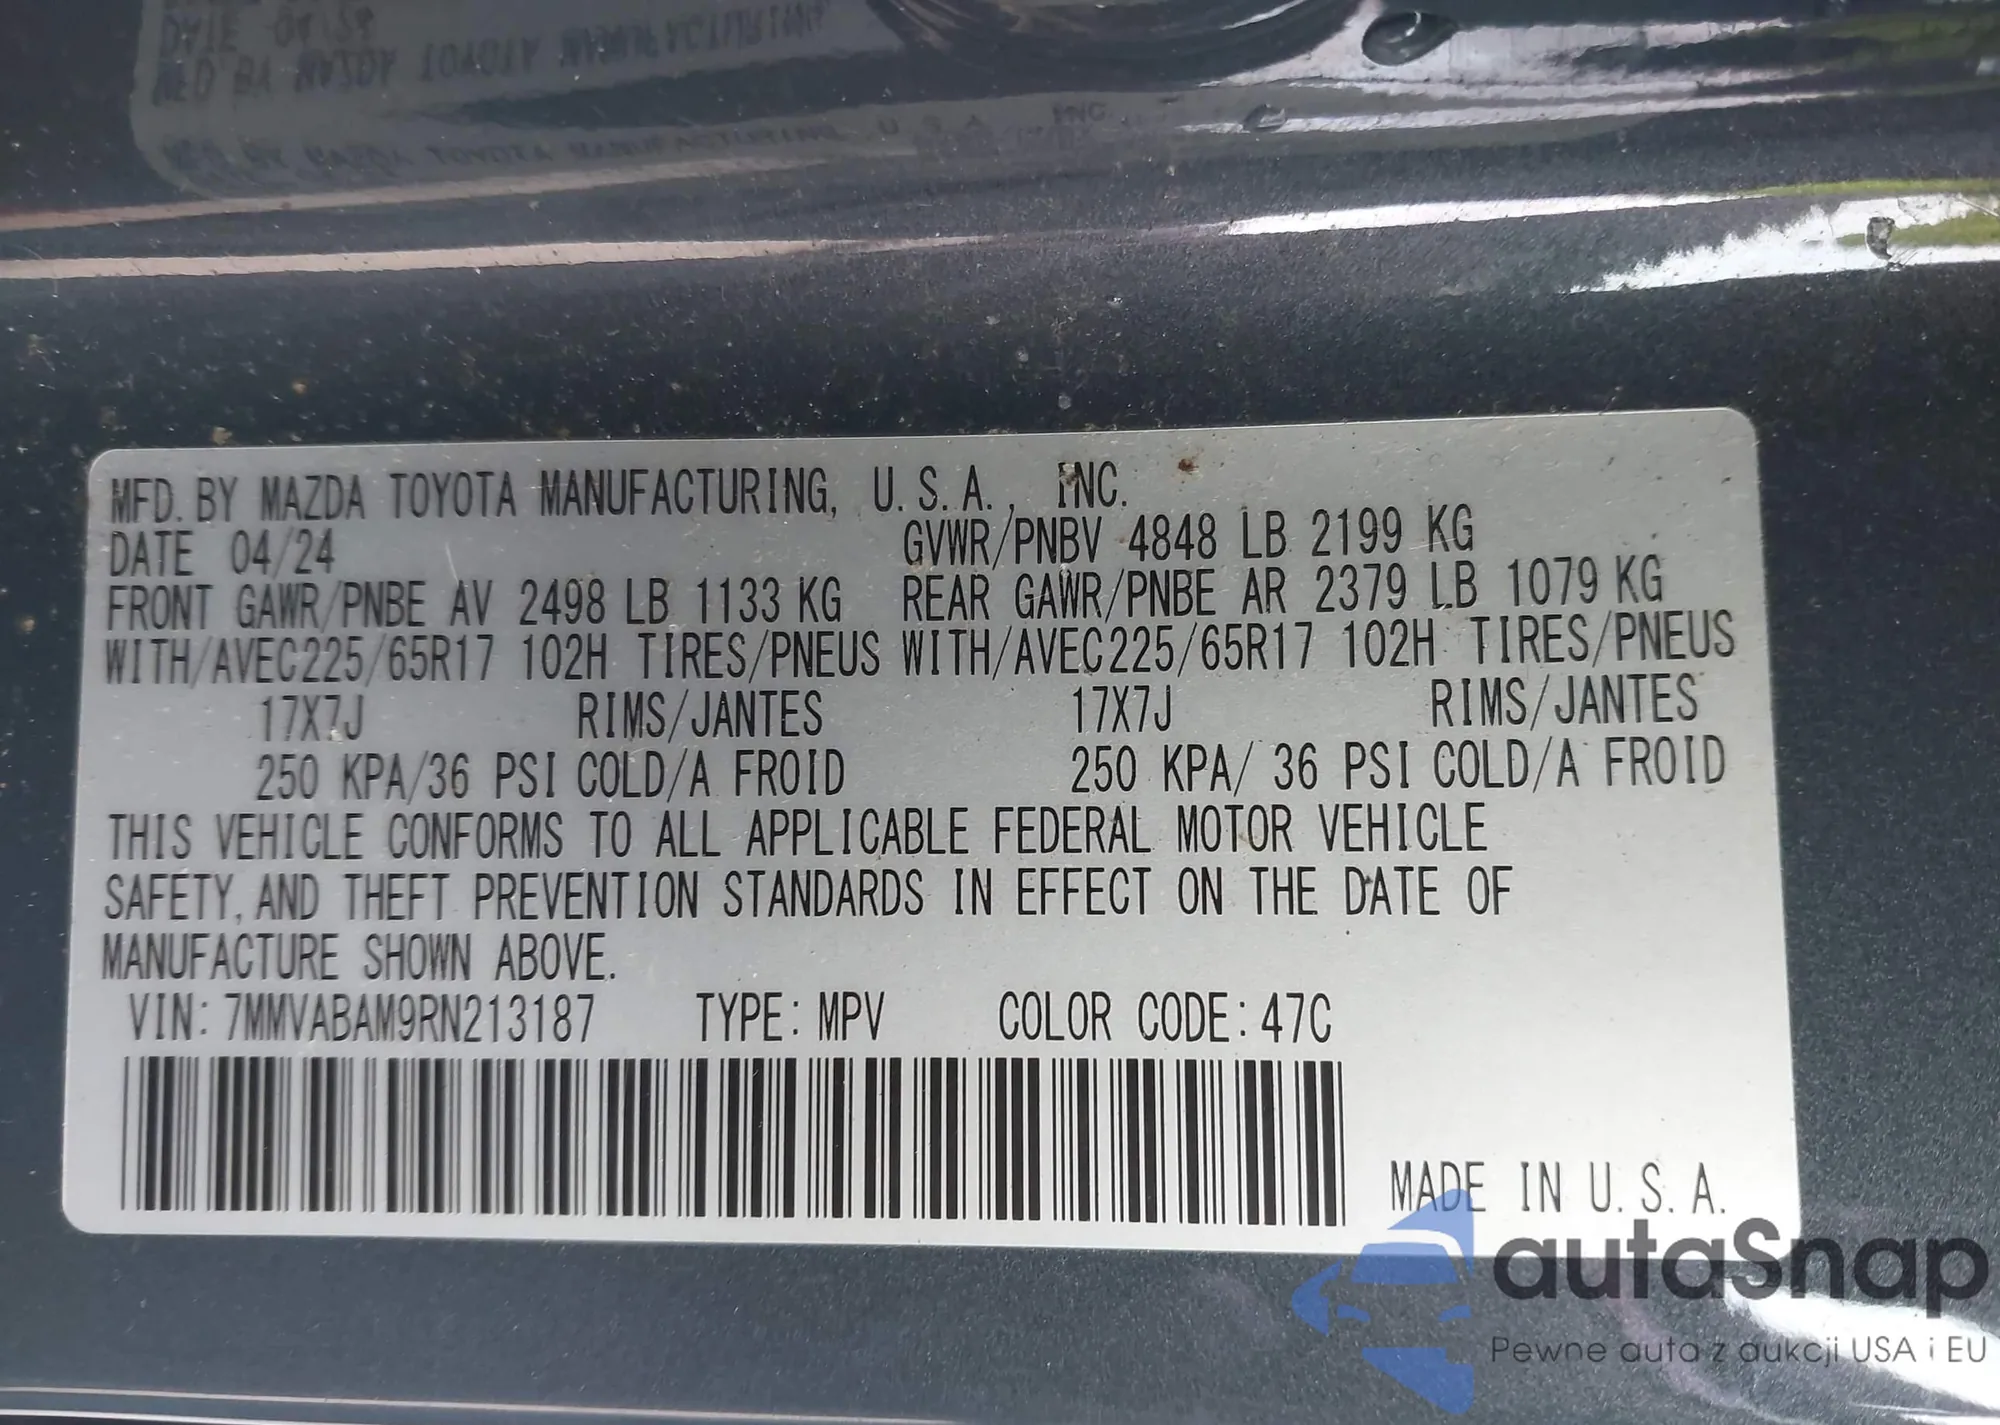 MFD. BY MAZDA TOYOTA MANUFACTURING, U.S.A., INC.
DATE 04/24 GVWR/PNBV 4848 LB 2199 KG
FRONT GAWR/PNBE AV 2498 LB 1133 KG REAR GAWR/PNBE AR 2379 LB 1079 KG
WITH/AVEC225/65R17 102H TIRES/PNEUS WITH/AVEC225/65R17 102H TIRES/PNEUS
17X7J RIMS/JANTES 17X7J RIMS/JANTES
250 KPA/36 PSI COLD/A FROID 250 KPA/ 36 PSI COLD/A FROID
THIS VEHICLE CONFORMS TO ALL APPLICABLE FEDERAL MOTOR VEHICLE
SAFETY, AND THEFT PREVENTION STANDARDS IN EFFECT ON THE DATE OF
MANUFACTURE SHOWN ABOVE.
VIN: 7MMVABAM9RN213187 TYPE: MPV COLOR CODE: 47C
MADE IN U.S.A.
autaSnap
Pewne auta z aukcji USA i EU